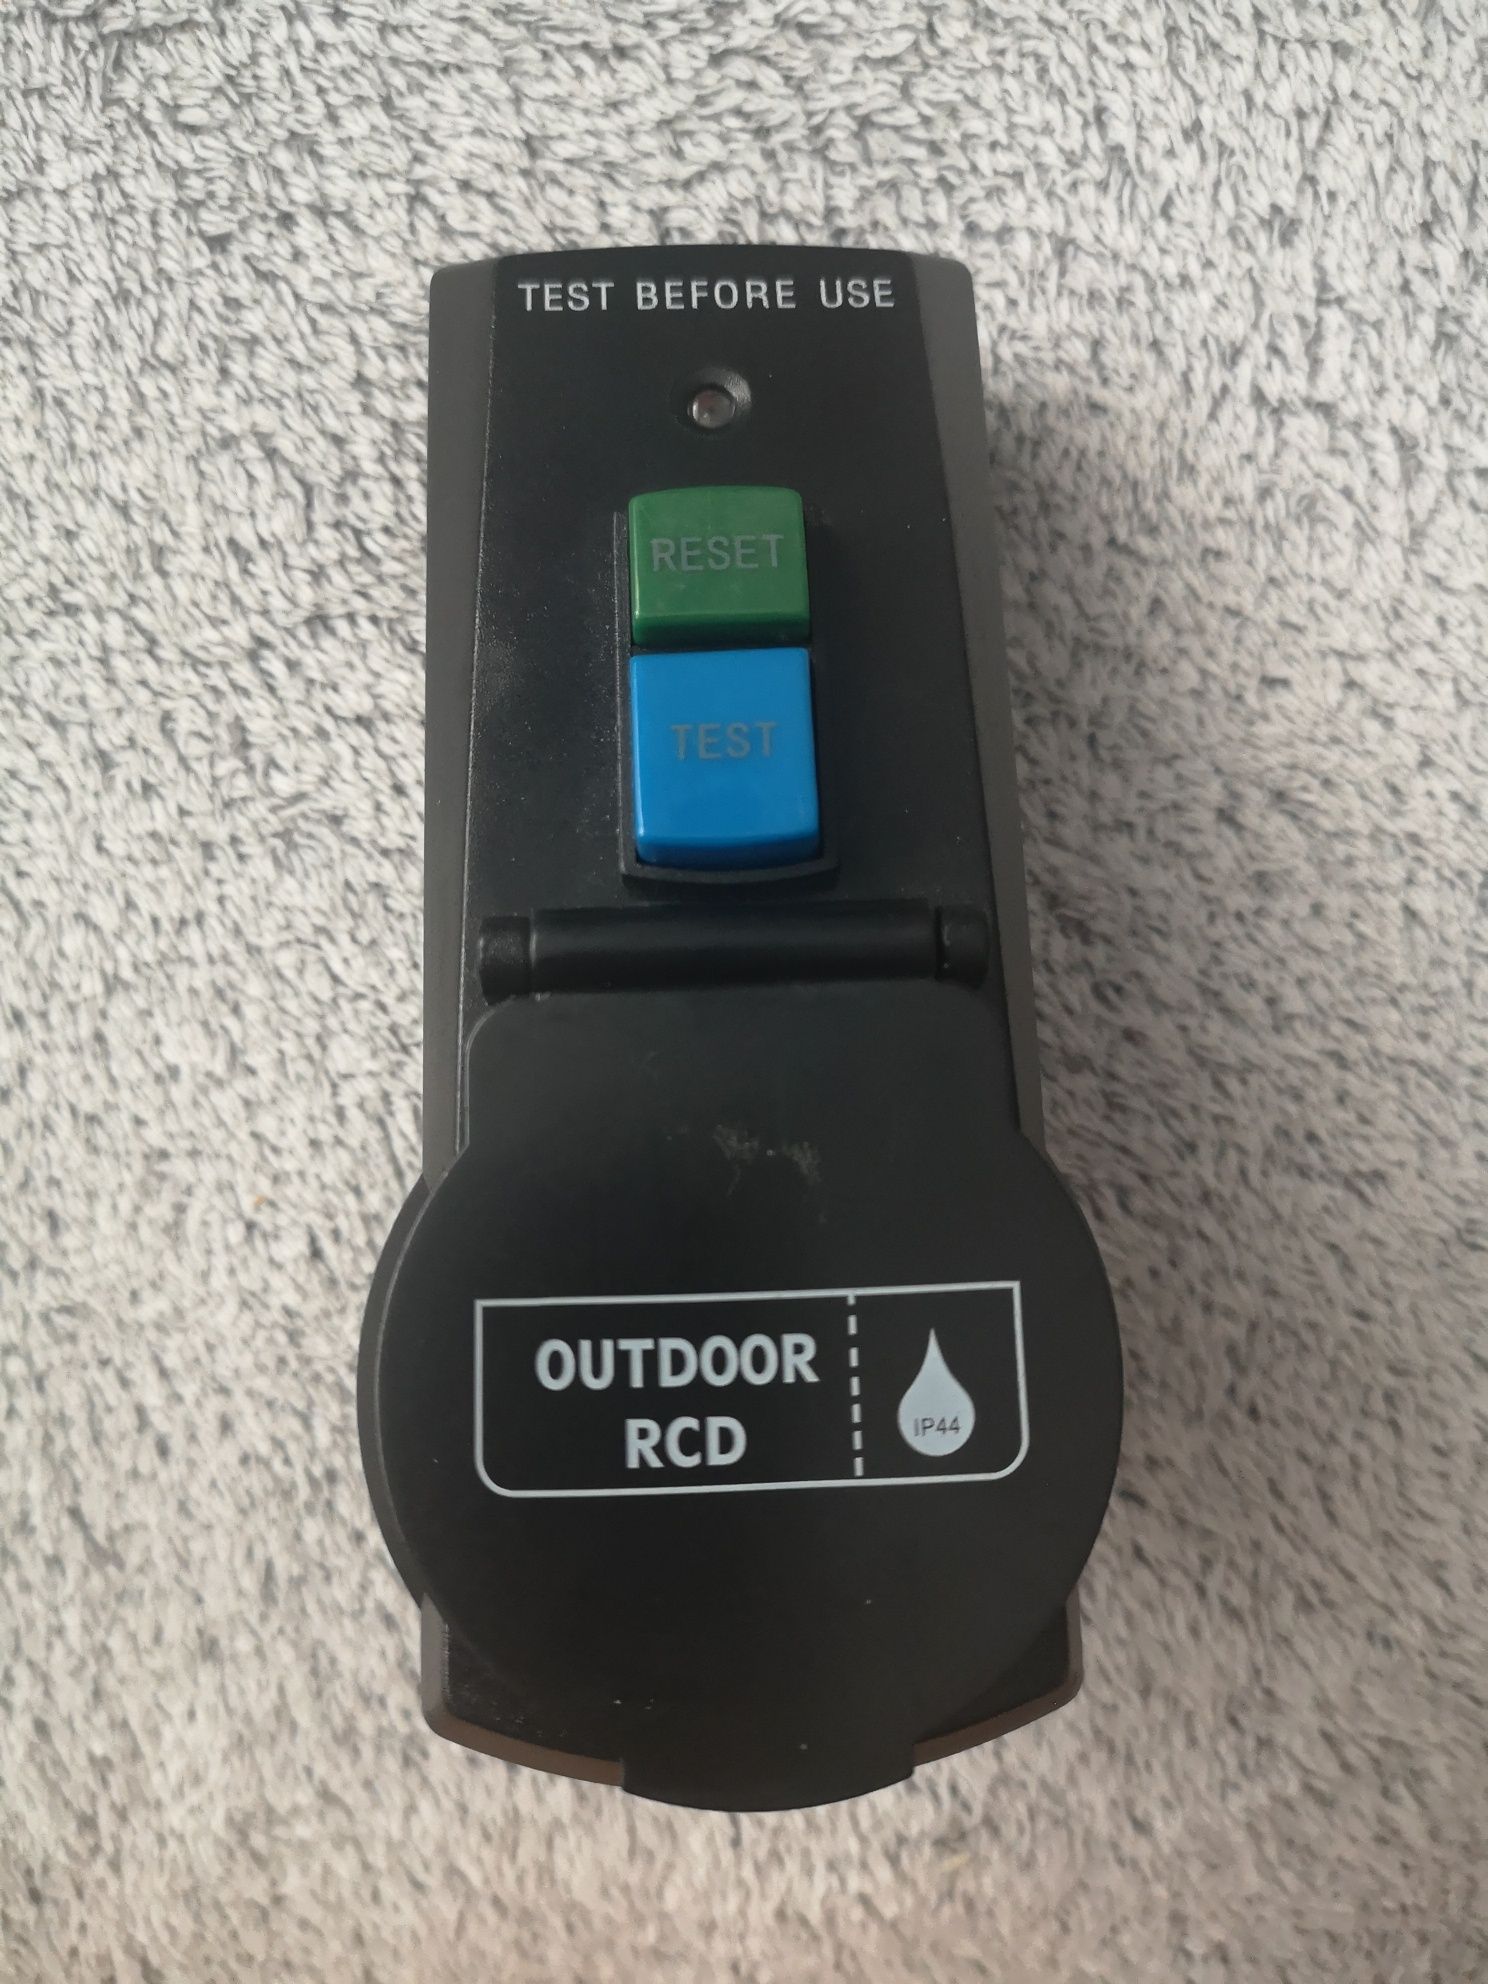 TEST BEFORE USE
RESET
TEST
OUTDOOR
RCD
IP44